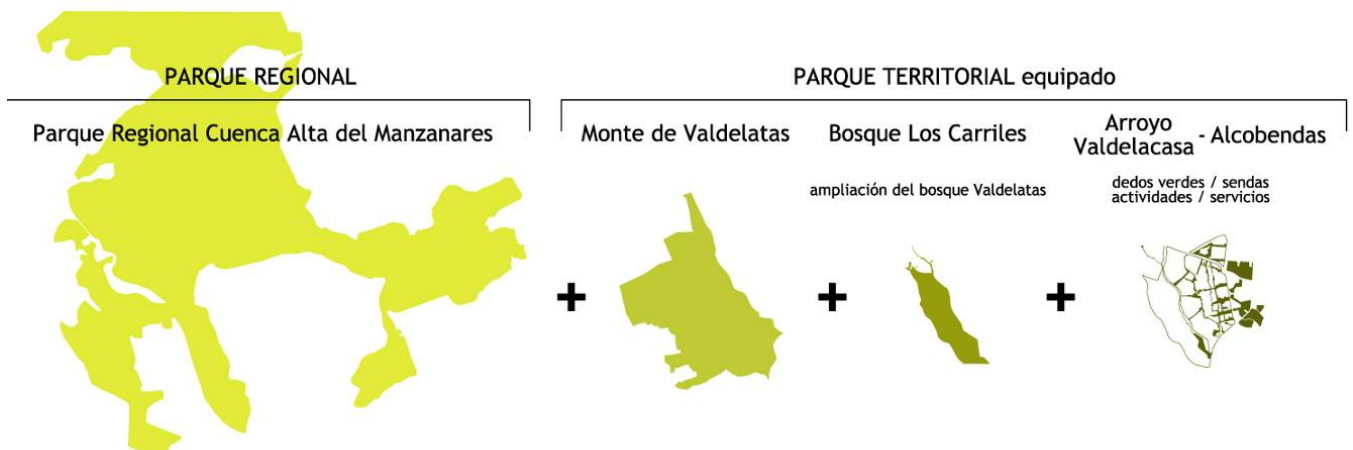 PARQUE REGIONAL
Parque Regional Cuenca Alta del Manzanares
PARQUE TERRITORIAL equipado
Monte de Valdelatas
Bosque Los Carriles
ampliación del bosque Valdelatas
Arroyo
Valdelacasa - Alcobendas
dedos verdes / sendas
actividades / servicios
+
+
+